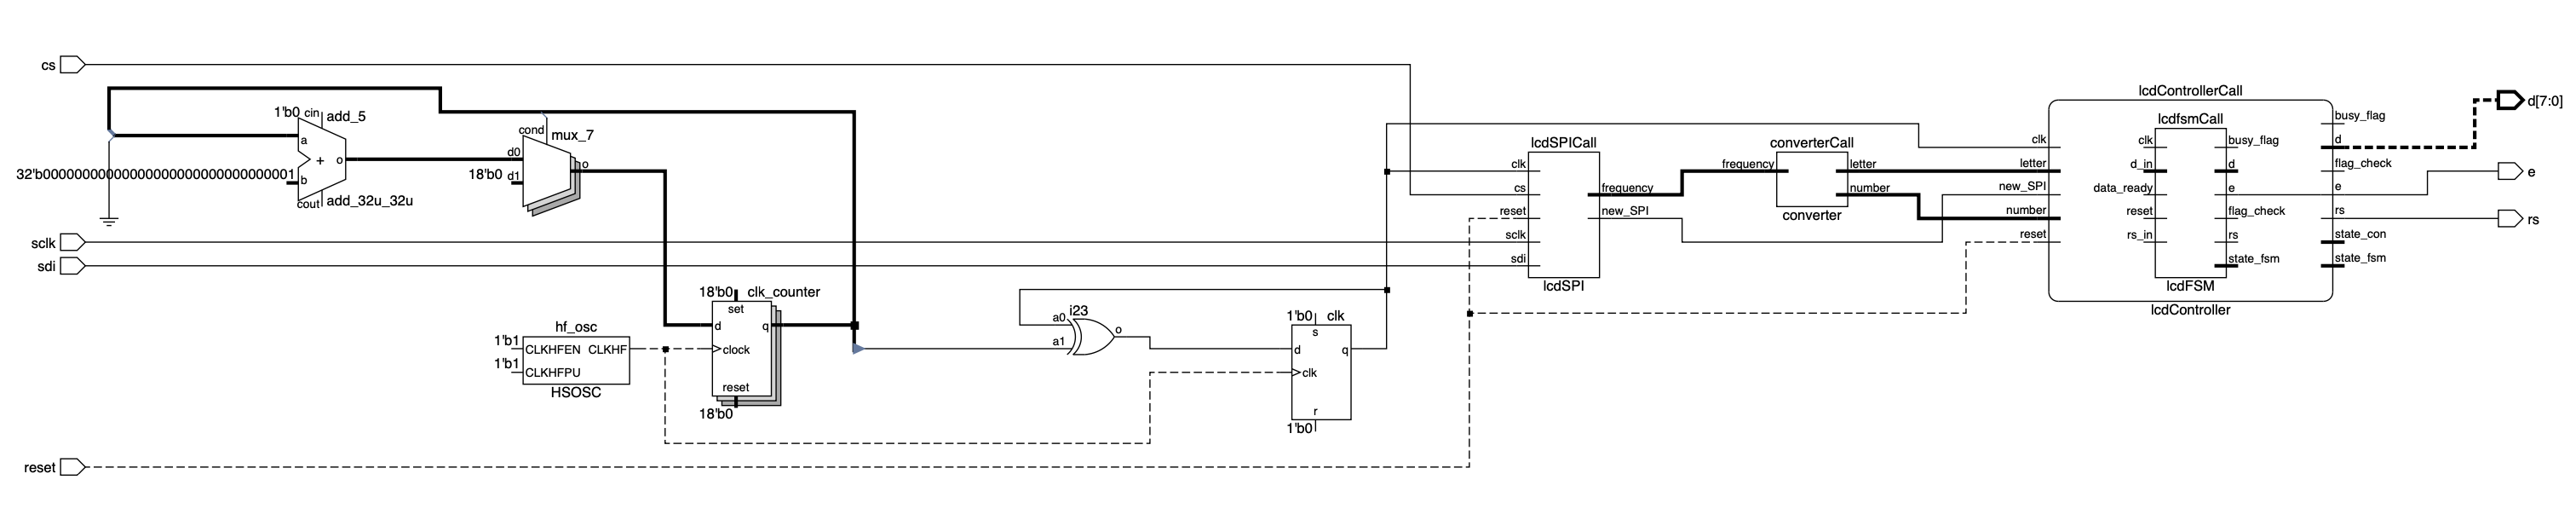 cs
1'b0 cin add_5
a
+ o
32'b00000000000000000000000000000001 b
cout add_32u_32u
cond mux_7
d0
18'b0 d1
o
sclk
sdi
hf_osc
1'b1 CLKHFEN CLKHF
1'b1 CLKHFPU
HSOSC
18'b0 clk_counter
set
d q
clock
reset
18'b0
i23
a0
a1
o
1'b0 clk
s
d q
clk
r
1'b0
reset
lcdSPICall
clk
cs
reset
sclk
sdi
frequency
new_SPI
lcdSPI
converterCall
frequency
letter
number
converter
lcdControllerCall
clk
letter
new_SPI
number
reset
lcdfsmCall
clk
d_in
data_ready
reset
rs_in
busy_flag
d
e
flag_check
rs
state_fsm
lcdFSM
busy_flag
d
flag_check
e
rs
state_con
state_fsm
lcdController
d[7:0]
e
rs